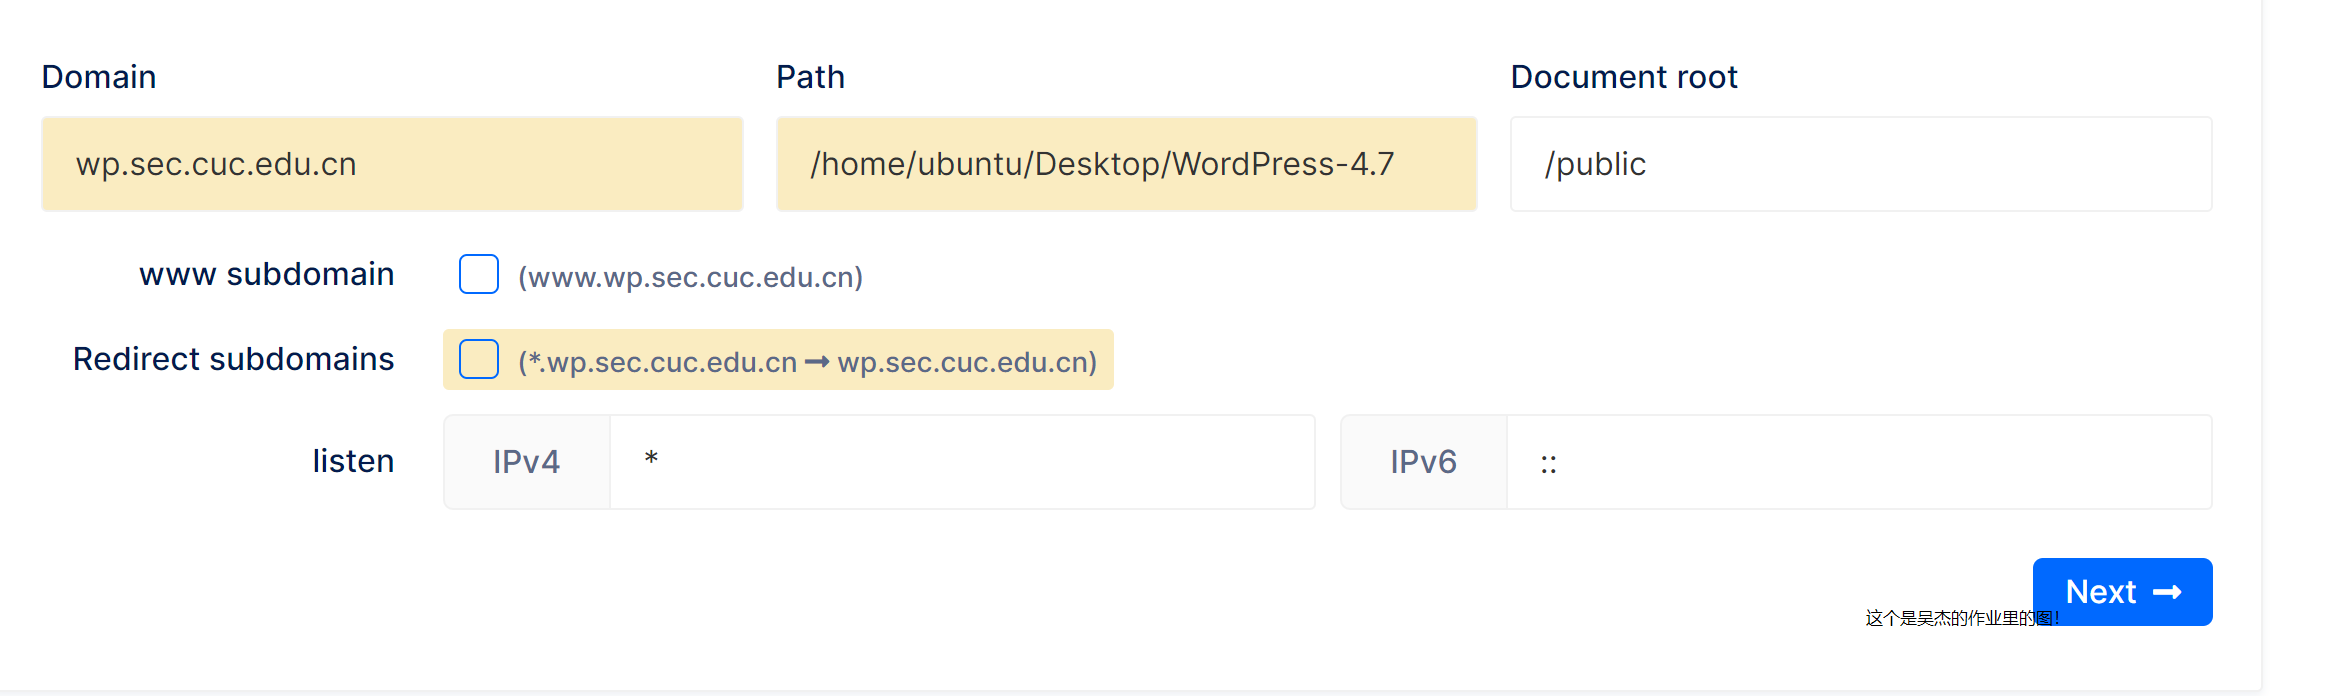 Domain Path Document root
wp.sec.cuc.edu.cn /home/ubuntu/Desktop/WordPress-4.7 /public
www subdomain (www.wp.sec.cuc.edu.cn)
Redirect subdomains (*.wp.sec.cuc.edu.cn → wp.sec.cuc.edu.cn)
listen IPv4 * IPv6 ::
Next →
这个是吴杰的作业里的图!